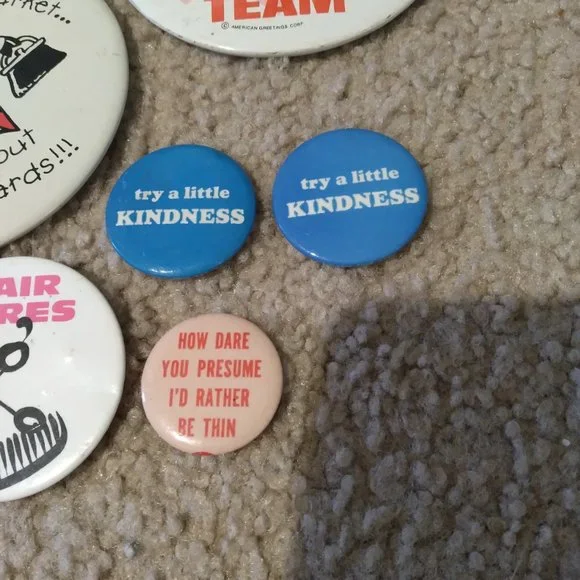 TEAM
© AMERICAN GREETINGS CORP.
arket...
out
ards!!!
try a little
KINDNESS
try a little
KINDNESS
AIR
RES
HOW DARE
YOU PRESUME
I'D RATHER
BE THIN